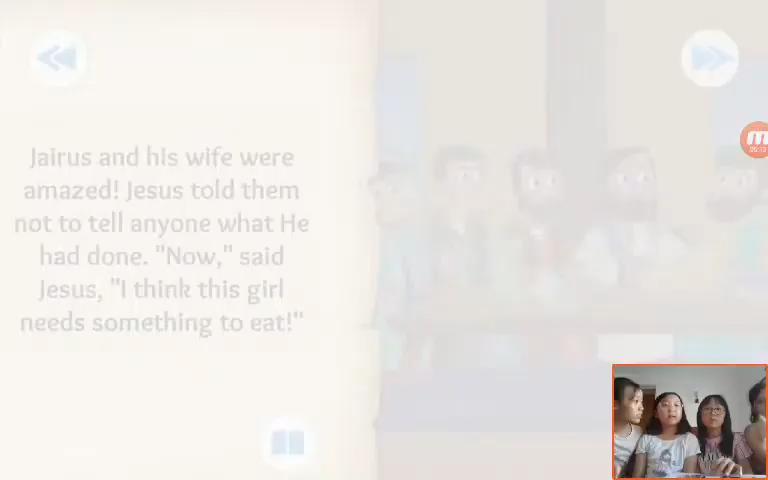 Jairus and his wife were
amazed! Jesus told them
not to tell anyone what He
had done. "Now," said
Jesus, "I think this girl
needs something to eat!"